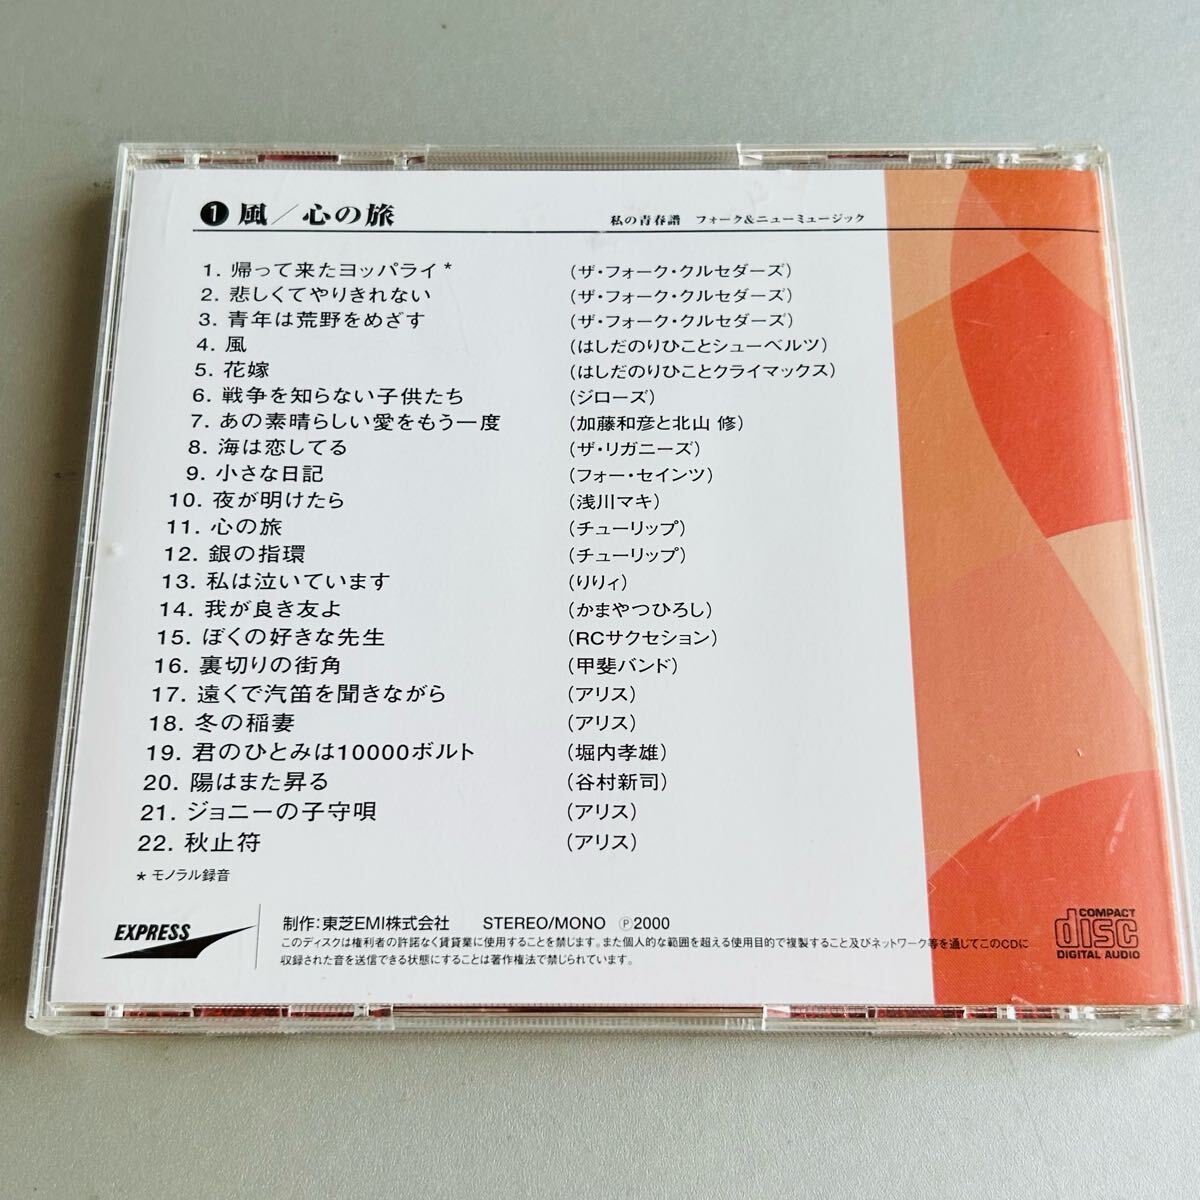 ❶ 風／心の旅 私の青春譜 フォーク&ニューミュージック
1. 帰って来たヨッパライ* (ザ・フォーク・クルセダーズ)
2. 悲しくてやりきれない (ザ・フォーク・クルセダーズ)
3. 青年は荒野をめざす (ザ・フォーク・クルセダーズ)
4. 風 (はしだのりひことシューベルツ)
5. 花嫁 (はしだのりひことクライマックス)
6. 戦争を知らない子供たち (ジローズ)
7. あの素晴らしい愛をもう一度 (加藤和彦と北山 修)
8. 海は恋してる (ザ・リガニーズ)
9. 小さな日記 (フォー・セインツ)
10. 夜が明けたら (浅川マキ)
11. 心の旅 (チューリップ)
12. 銀の指環 (チューリップ)
13. 私は泣いています (りりィ)
14. 我が良き友よ (かまやつひろし)
15. ぼくの好きな先生 (RCサクセション)
16. 裏切りの街角 (甲斐バンド)
17. 遠くで汽笛を聞きながら (アリス)
18. 冬の稲妻 (アリス)
19. 君のひとみは10000ボルト (堀内孝雄)
20. 陽はまた昇る (谷村新司)
21. ジョニーの子守唄 (アリス)
22. 秋止符 (アリス)
* モノラル録音
EXPRESS
制作：東芝EMI株式会社 STEREO/MONO ℗2000
このディスクは権利者の許諾なく賃貸業に使用することを禁じます。また個人的な範囲を超える使用目的で複製すること及びネットワーク等を通じてこのCDに
収録された音を送信できる状態にすることは著作権法で禁じられています。
COMPACT
disc
DIGITAL AUDIO